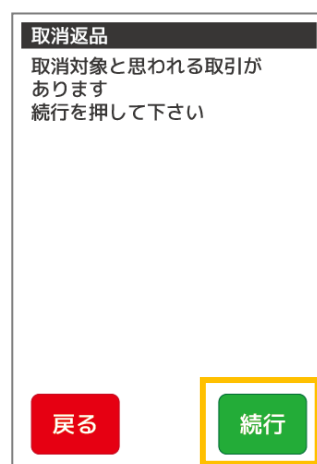 取消返品
取消対象と思われる取引が
あります
続行を押して下さい
戻る
続行